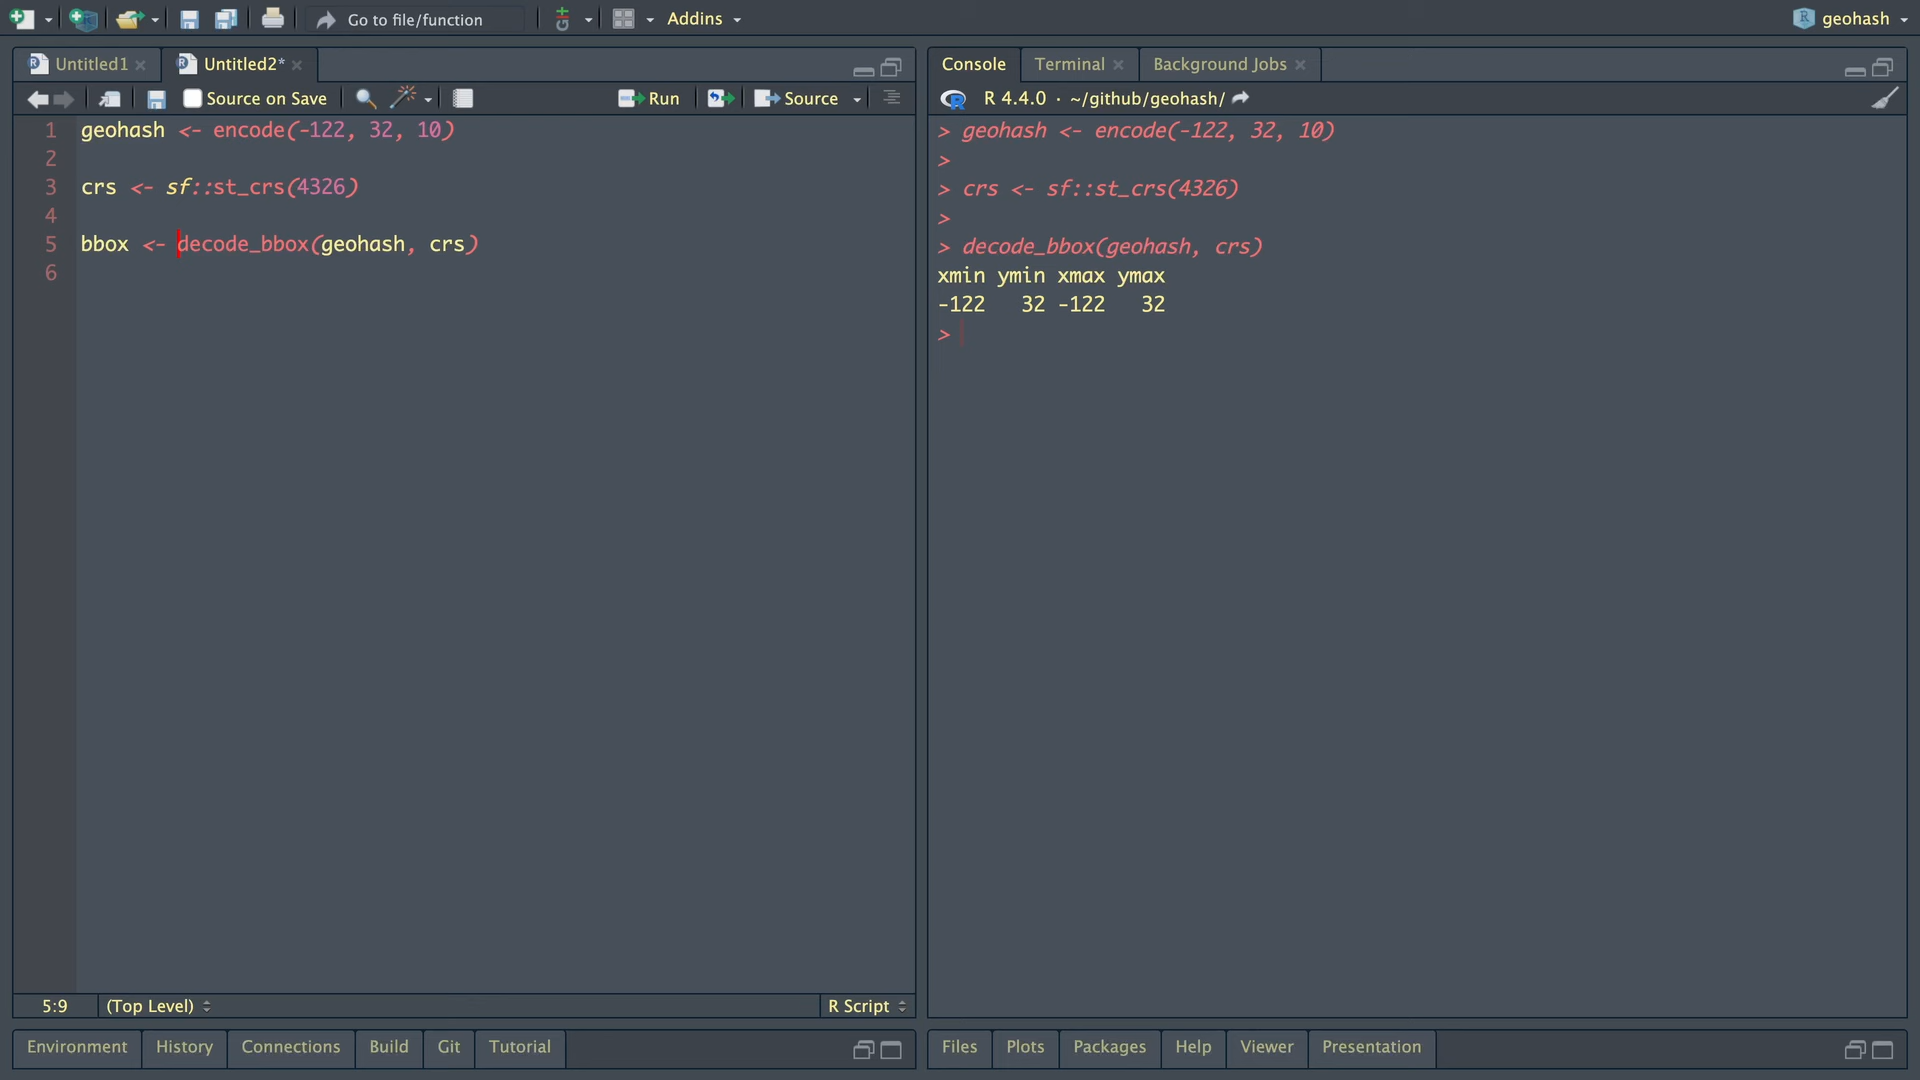 Go to file/function
Addins
geohash
Untitled1
Untitled2*
Source on Save
Run
Source
1 geohash <- encode(-122, 32, 10)
2
3 crs <- sf::st_crs(4326)
4
5 bbox <- decode_bbox(geohash, crs)
6
5:9
(Top Level)
R Script
Environment
History
Connections
Build
Git
Tutorial
Console
Terminal
Background Jobs
R 4.4.0 · ~/github/geohash/
> geohash <- encode(-122, 32, 10)
>
> crs <- sf::st_crs(4326)
>
> decode_bbox(geohash, crs)
xmin ymin xmax ymax
-122 32 -122 32
>
Files
Plots
Packages
Help
Viewer
Presentation